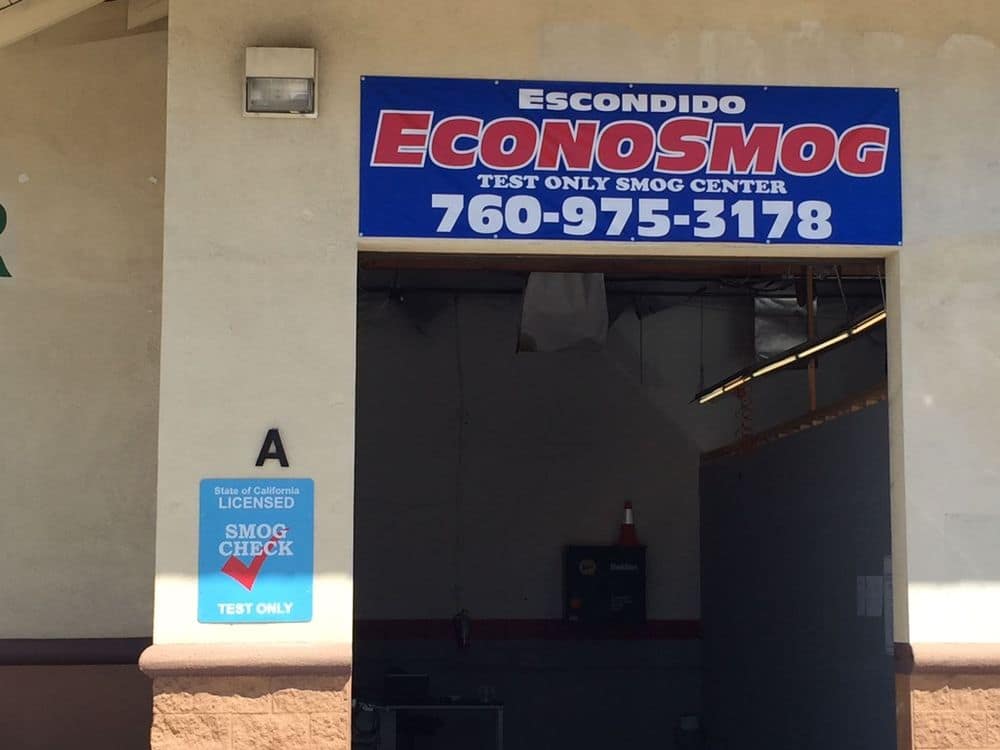 Escondido
EconoSmog
TEST ONLY SMOG CENTER
760-975-3178
A
State of California
LICENSED
SMOG
CHECK
TEST ONLY